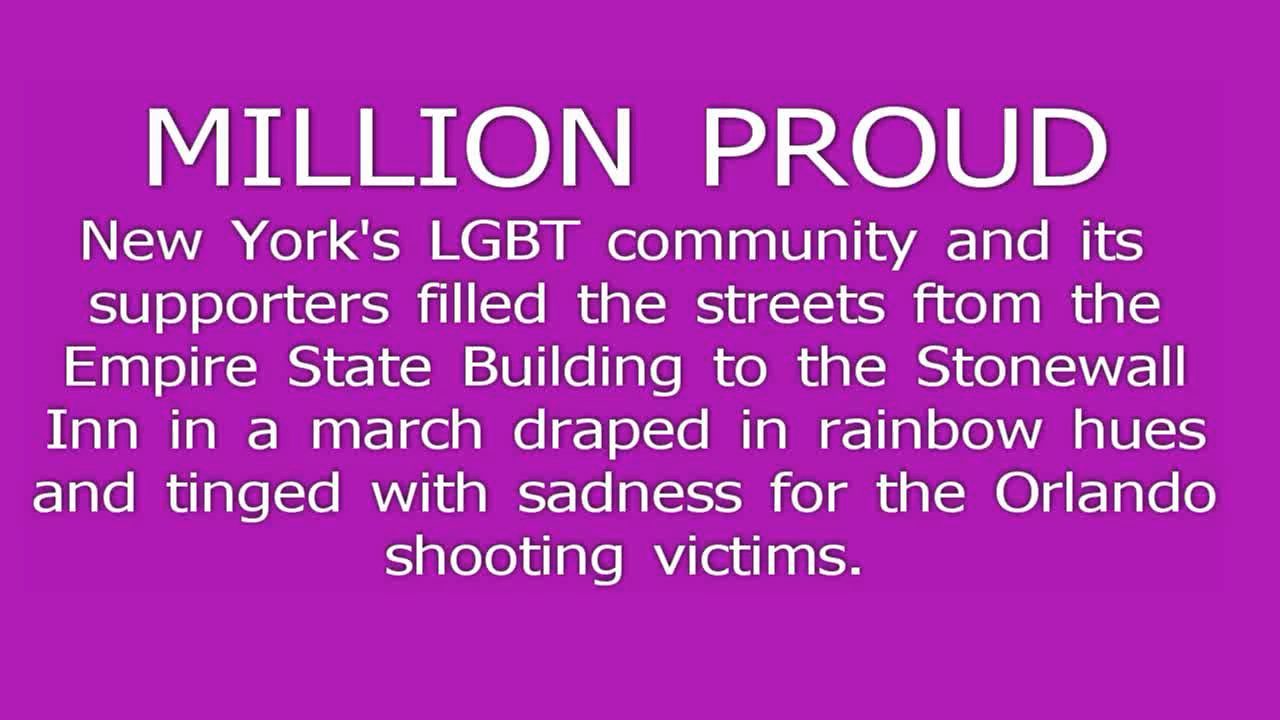 MILLION PROUD
New York's LGBT community and its
supporters filled the streets ftom the
Empire State Building to the Stonewall
Inn in a march draped in rainbow hues
and tinged with sadness for the Orlando
shooting victims.